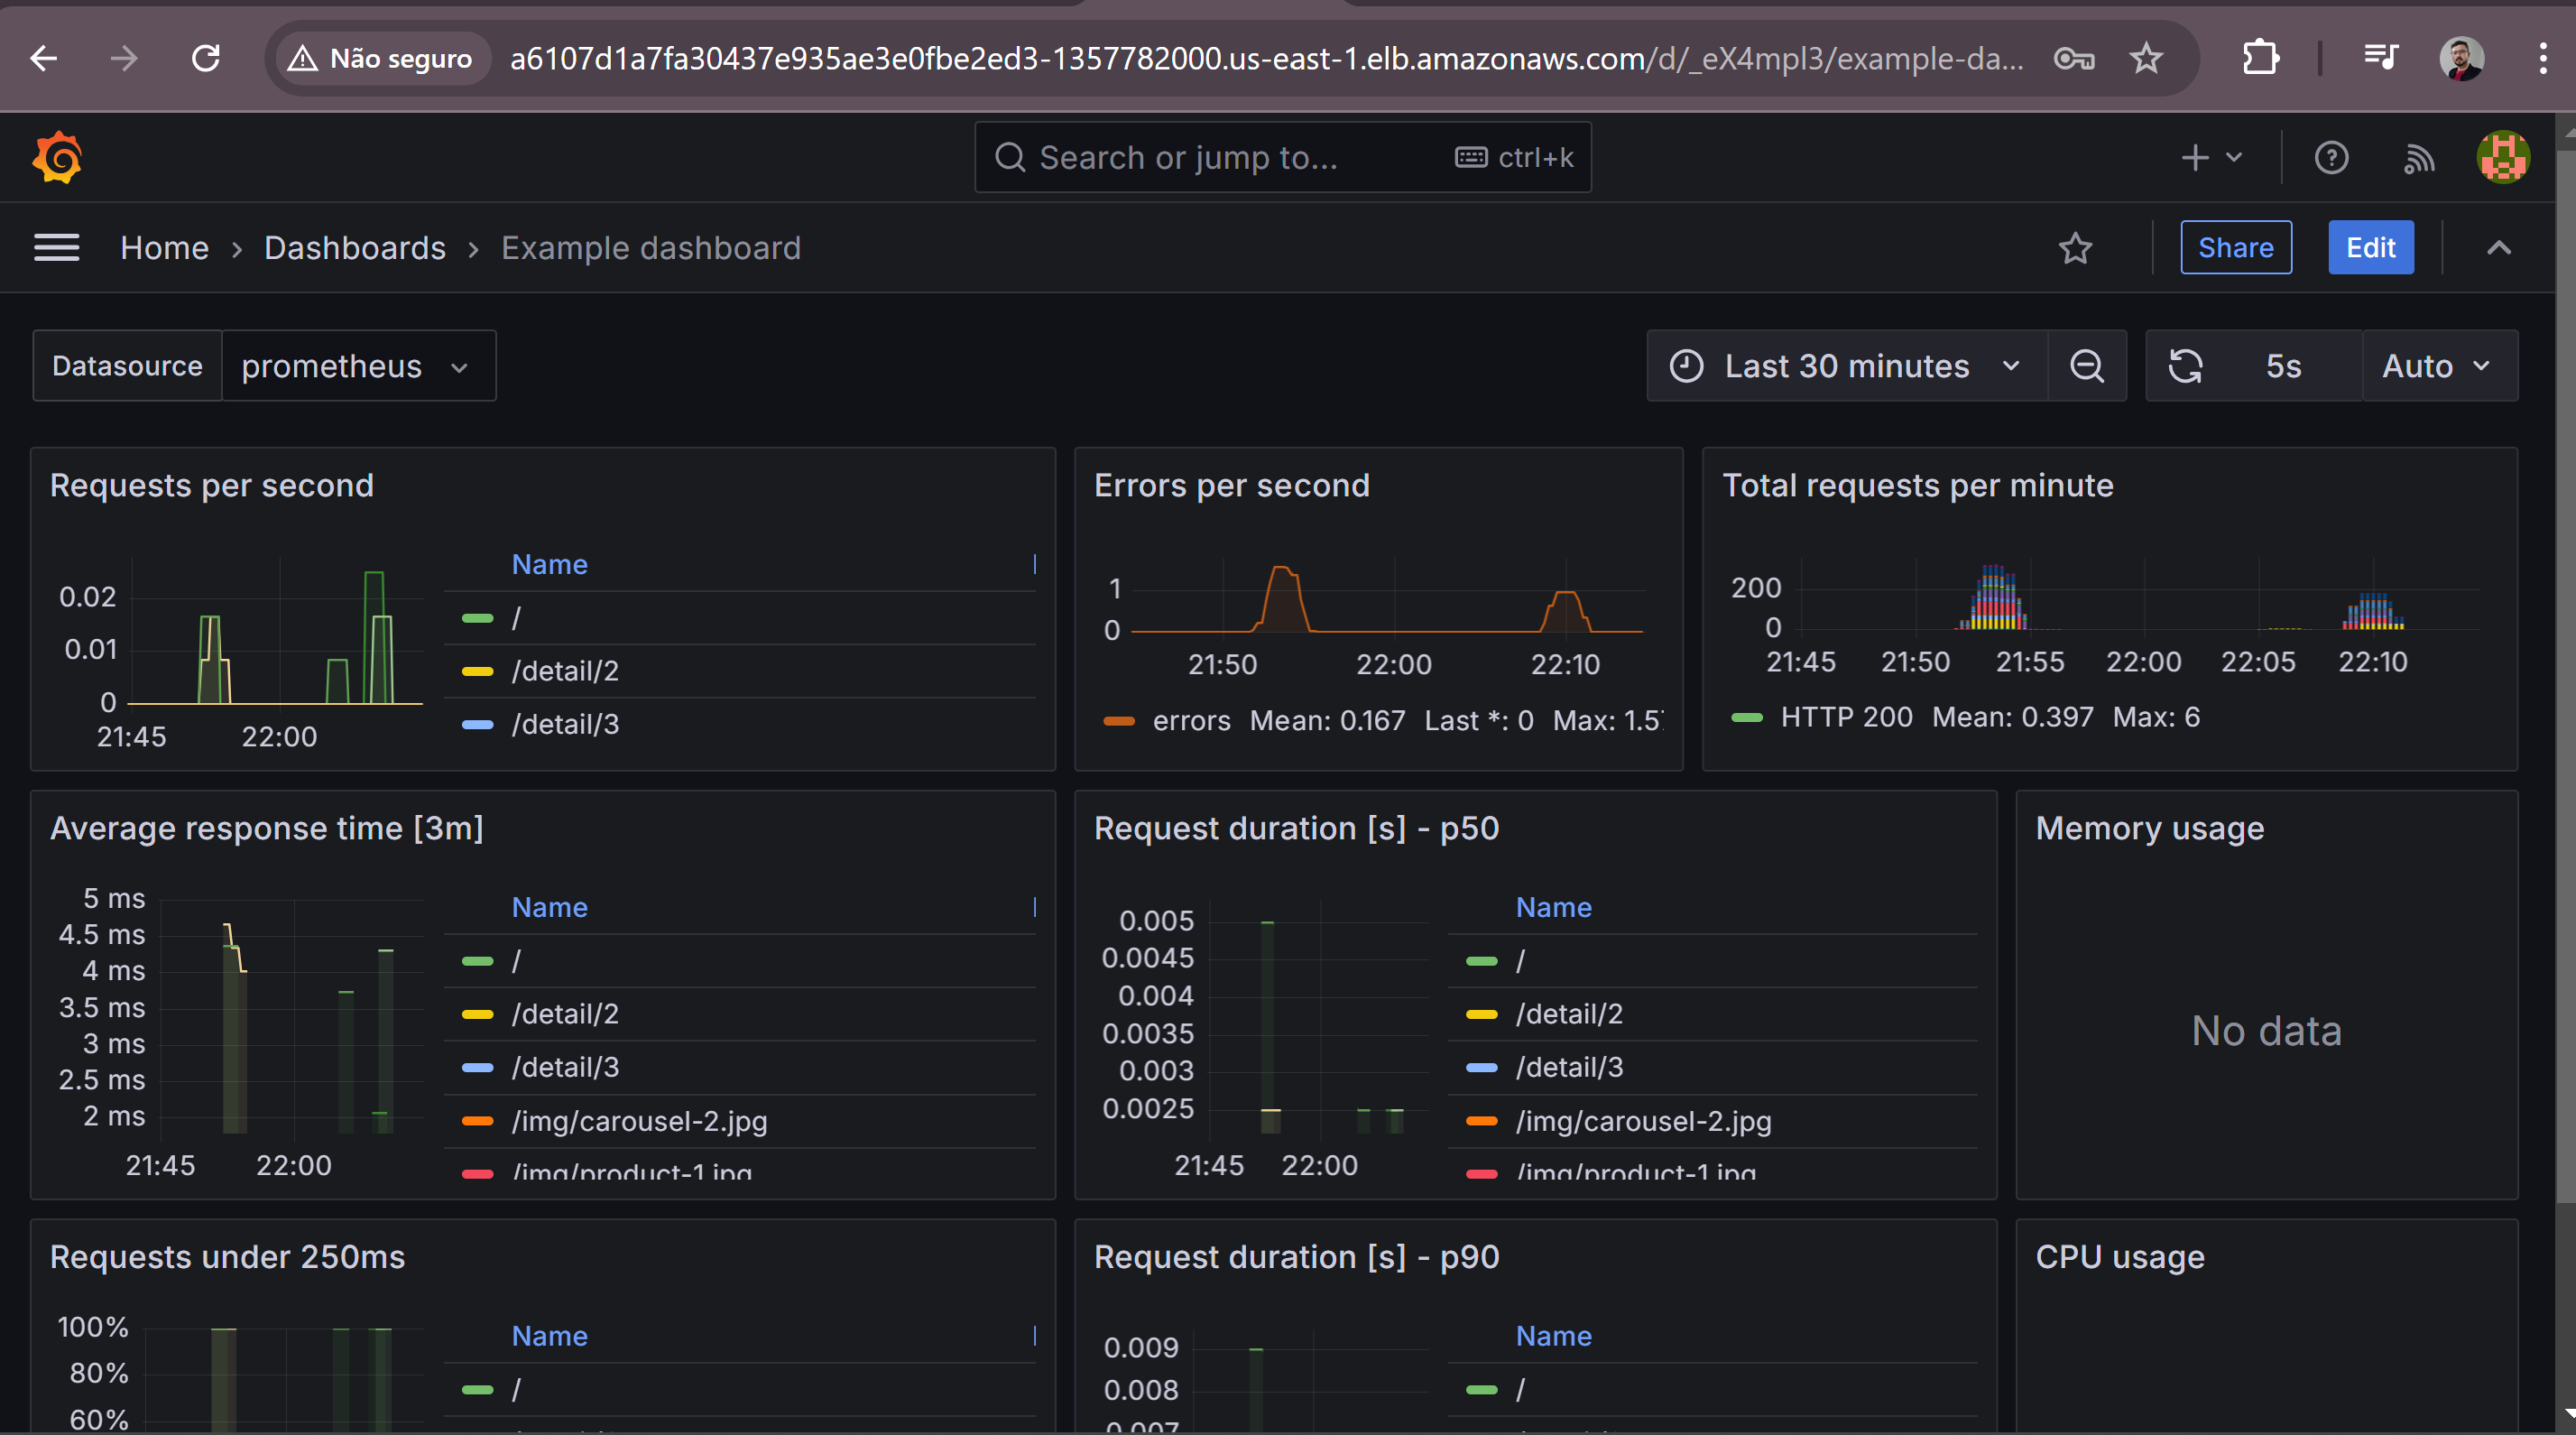 Não seguro a6107d1a7fa30437e935ae3e0fbe2ed3-1357782000.us-east-1.elb.amazonaws.com/d/_eX4mpl3/example-da...
Search or jump to... ctrl+k
Home › Dashboards › Example dashboard Share Edit
Datasource prometheus Last 30 minutes 5s Auto
Requests per second
Name
0.02
0.01
0
21:45 22:00
/
/detail/2
/detail/3
Errors per second
1
0
21:50 22:00 22:10
errors Mean: 0.167 Last *: 0 Max: 1.5
Total requests per minute
200
0
21:45 21:50 21:55 22:00 22:05 22:10
HTTP 200 Mean: 0.397 Max: 6
Average response time [3m]
5 ms
4.5 ms
4 ms
3.5 ms
3 ms
2.5 ms
2 ms
21:45 22:00
Name
/
/detail/2
/detail/3
/img/carousel-2.jpg
/img/product-1.jpg
Request duration [s] - p50
0.005
0.0045
0.004
0.0035
0.003
0.0025
21:45 22:00
Name
/
/detail/2
/detail/3
/img/carousel-2.jpg
/img/product-1.jpg
Memory usage
No data
Requests under 250ms
100%
80%
60%
Name
/
Request duration [s] - p90
0.009
0.008
0.007
Name
/
CPU usage